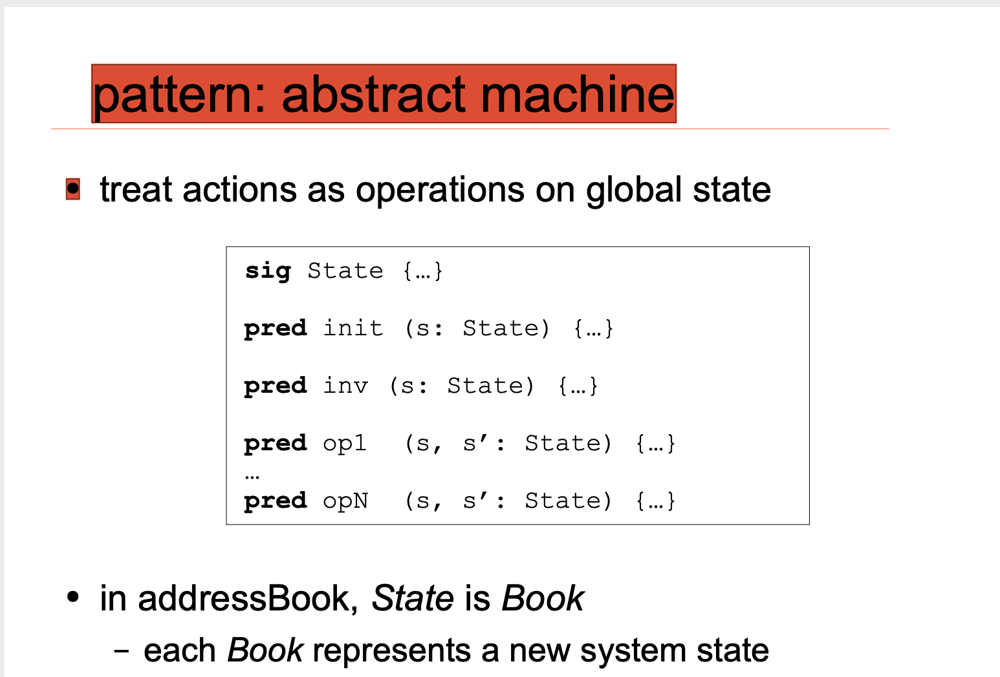 pattern: abstract machine
• treat actions as operations on global state
sig State {…}
pred init (s: State) {…}
pred inv (s: State) {…}
pred op1 (s, s’: State) {…}
…
pred opN (s, s’: State) {…}
• in addressBook, State is Book
– each Book represents a new system state